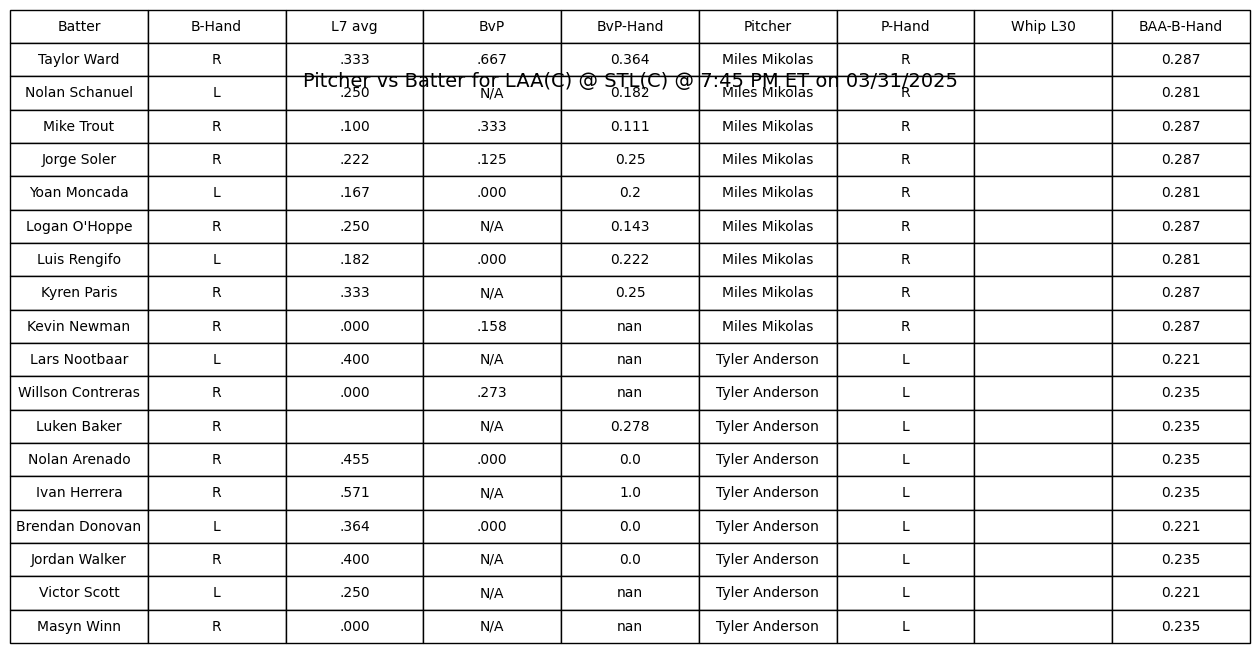 Batter B-Hand L7 avg BvP BvP-Hand Pitcher P-Hand Whip L30 BAA-B-Hand
Taylor Ward R .333 .667 0.364 Miles Mikolas R 0.287
Pitcher vs Batter for LAA(C) @ STL(C) @ 7:45 PM ET on 03/31/2025
Nolan Schanuel L .250 N/A 0.182 Miles Mikolas R 0.281
Mike Trout R .100 .333 0.111 Miles Mikolas R 0.287
Jorge Soler R .222 .125 0.25 Miles Mikolas R 0.287
Yoan Moncada L .167 .000 0.2 Miles Mikolas R 0.281
Logan O'Hoppe R .250 N/A 0.143 Miles Mikolas R 0.287
Luis Rengifo L .182 .000 0.222 Miles Mikolas R 0.281
Kyren Paris R .333 N/A 0.25 Miles Mikolas R 0.287
Kevin Newman R .000 .158 nan Miles Mikolas R 0.287
Lars Nootbaar L .400 N/A nan Tyler Anderson L 0.221
Willson Contreras R .000 .273 nan Tyler Anderson L 0.235
Luken Baker R N/A 0.278 Tyler Anderson L 0.235
Nolan Arenado R .455 .000 0.0 Tyler Anderson L 0.235
Ivan Herrera R .571 N/A 1.0 Tyler Anderson L 0.235
Brendan Donovan L .364 .000 0.0 Tyler Anderson L 0.221
Jordan Walker R .400 N/A 0.0 Tyler Anderson L 0.235
Victor Scott L .250 N/A nan Tyler Anderson L 0.221
Masyn Winn R .000 N/A nan Tyler Anderson L 0.235